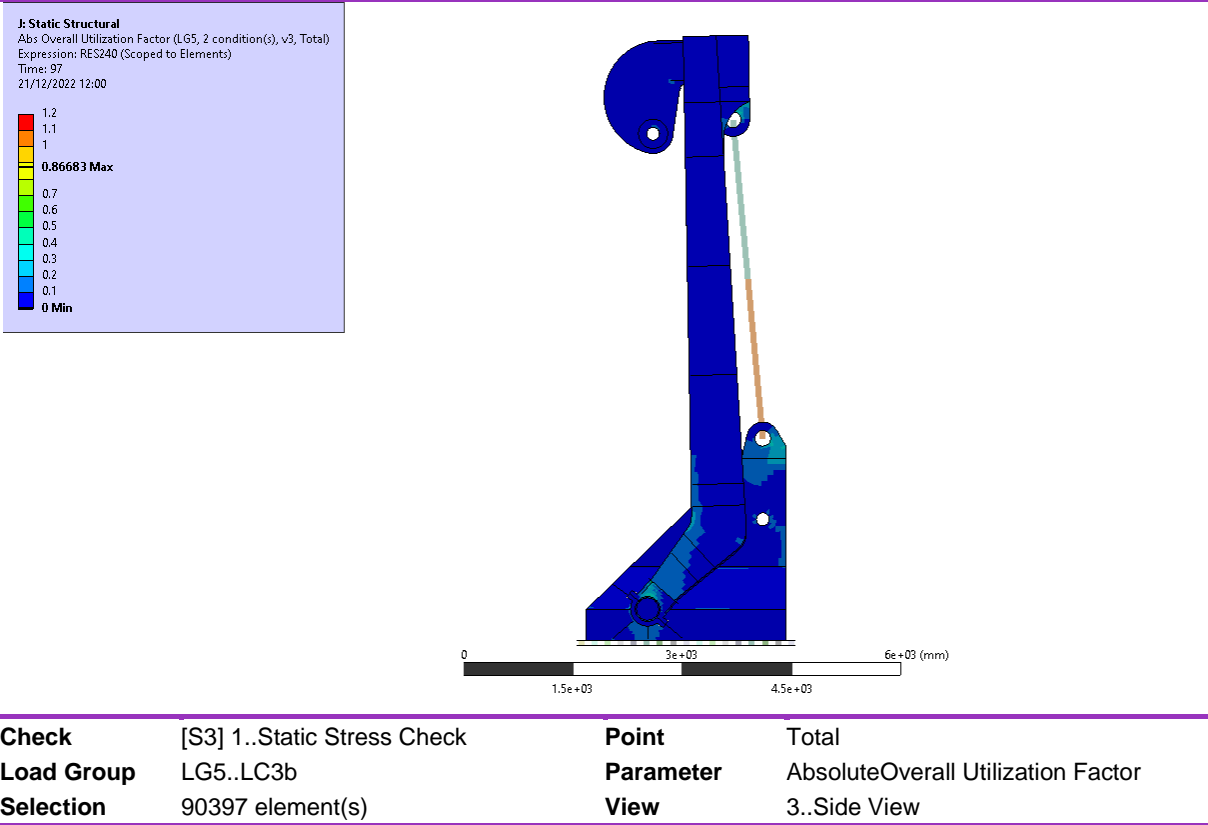 J: Static Structural
Abs Overall Utilization Factor (LG5, 2 condition(s), v3, Total)
Expression: RES240 (Scoped to Elements)
Time: 97
21/12/2022 12:00
1.2
1.1
1
0.86683 Max
0.7
0.6
0.5
0.4
0.3
0.2
0.1
0 Min
0 3e+03 6e+03 (mm)
1.5e+03 4.5e+03
Check [S3] 1..Static Stress Check Point Total
Load Group LG5..LC3b Parameter AbsoluteOverall Utilization Factor
Selection 90397 element(s) View 3..Side View